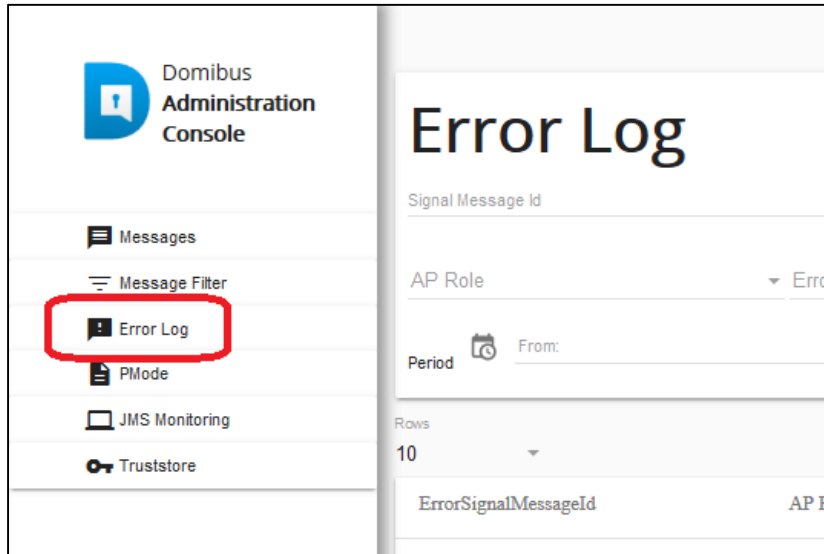 Domibus
Administration
Console
Messages
Message Filter
Error Log
PMode
JMS Monitoring
Truststore
Error Log
Signal Message Id
AP Role
Period
From:
Rows
10
ErrorSignalMessageId
AP